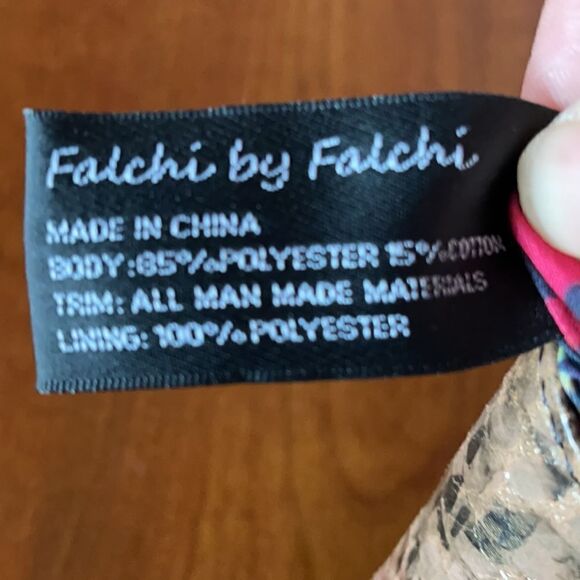 Falchi by Falchi
MADE IN CHINA
BODY:85%POLYESTER 15%COTTON
TRIM: ALL MAN MADE MATERIALS
LINING: 100%POLYESTER